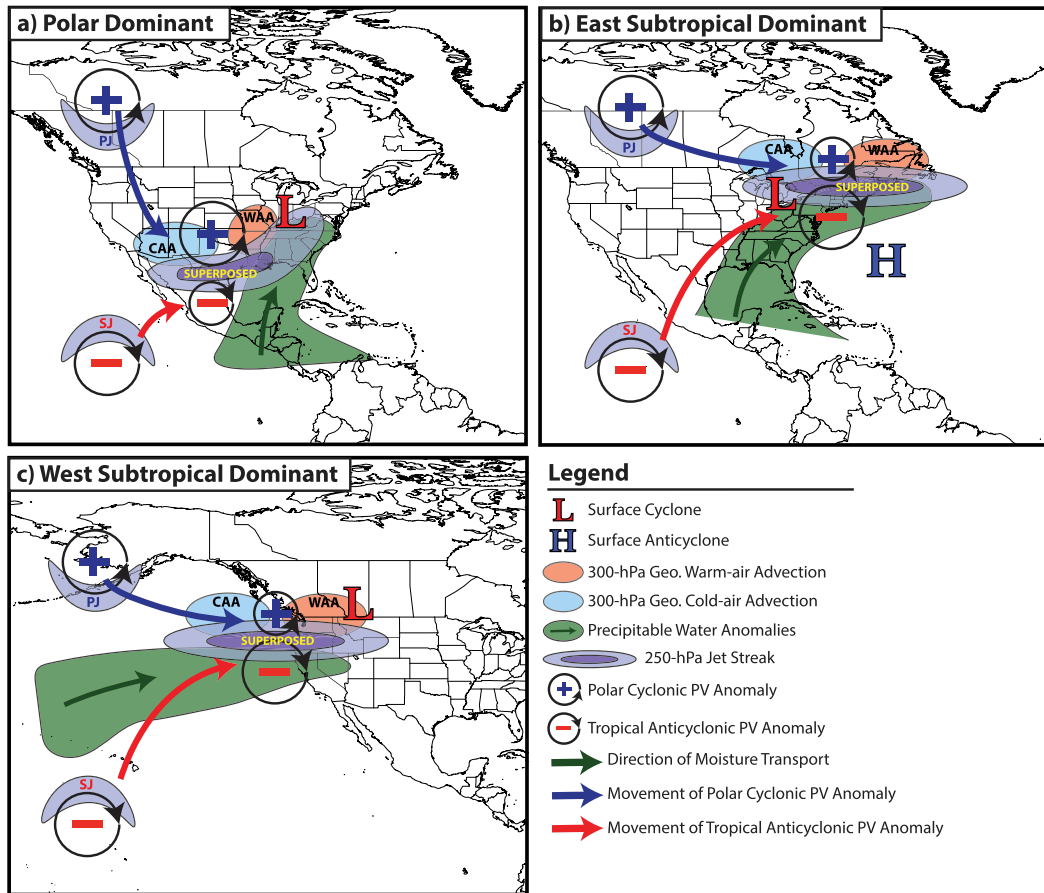 a) Polar Dominant
PJ
CAA
WAA
L
SUPERPOSED
SJ
b) East Subtropical Dominant
PJ
CAA
WAA
SUPERPOSED
L
H
SJ
c) West Subtropical Dominant
PJ
CAA
WAA
L
SUPERPOSED
SJ
Legend
L Surface Cyclone
H Surface Anticyclone
300-hPa Geo. Warm-air Advection
300-hPa Geo. Cold-air Advection
Precipitable Water Anomalies
250-hPa Jet Streak
Polar Cyclonic PV Anomaly
Tropical Anticyclonic PV Anomaly
Direction of Moisture Transport
Movement of Polar Cyclonic PV Anomaly
Movement of Tropical Anticyclonic PV Anomaly